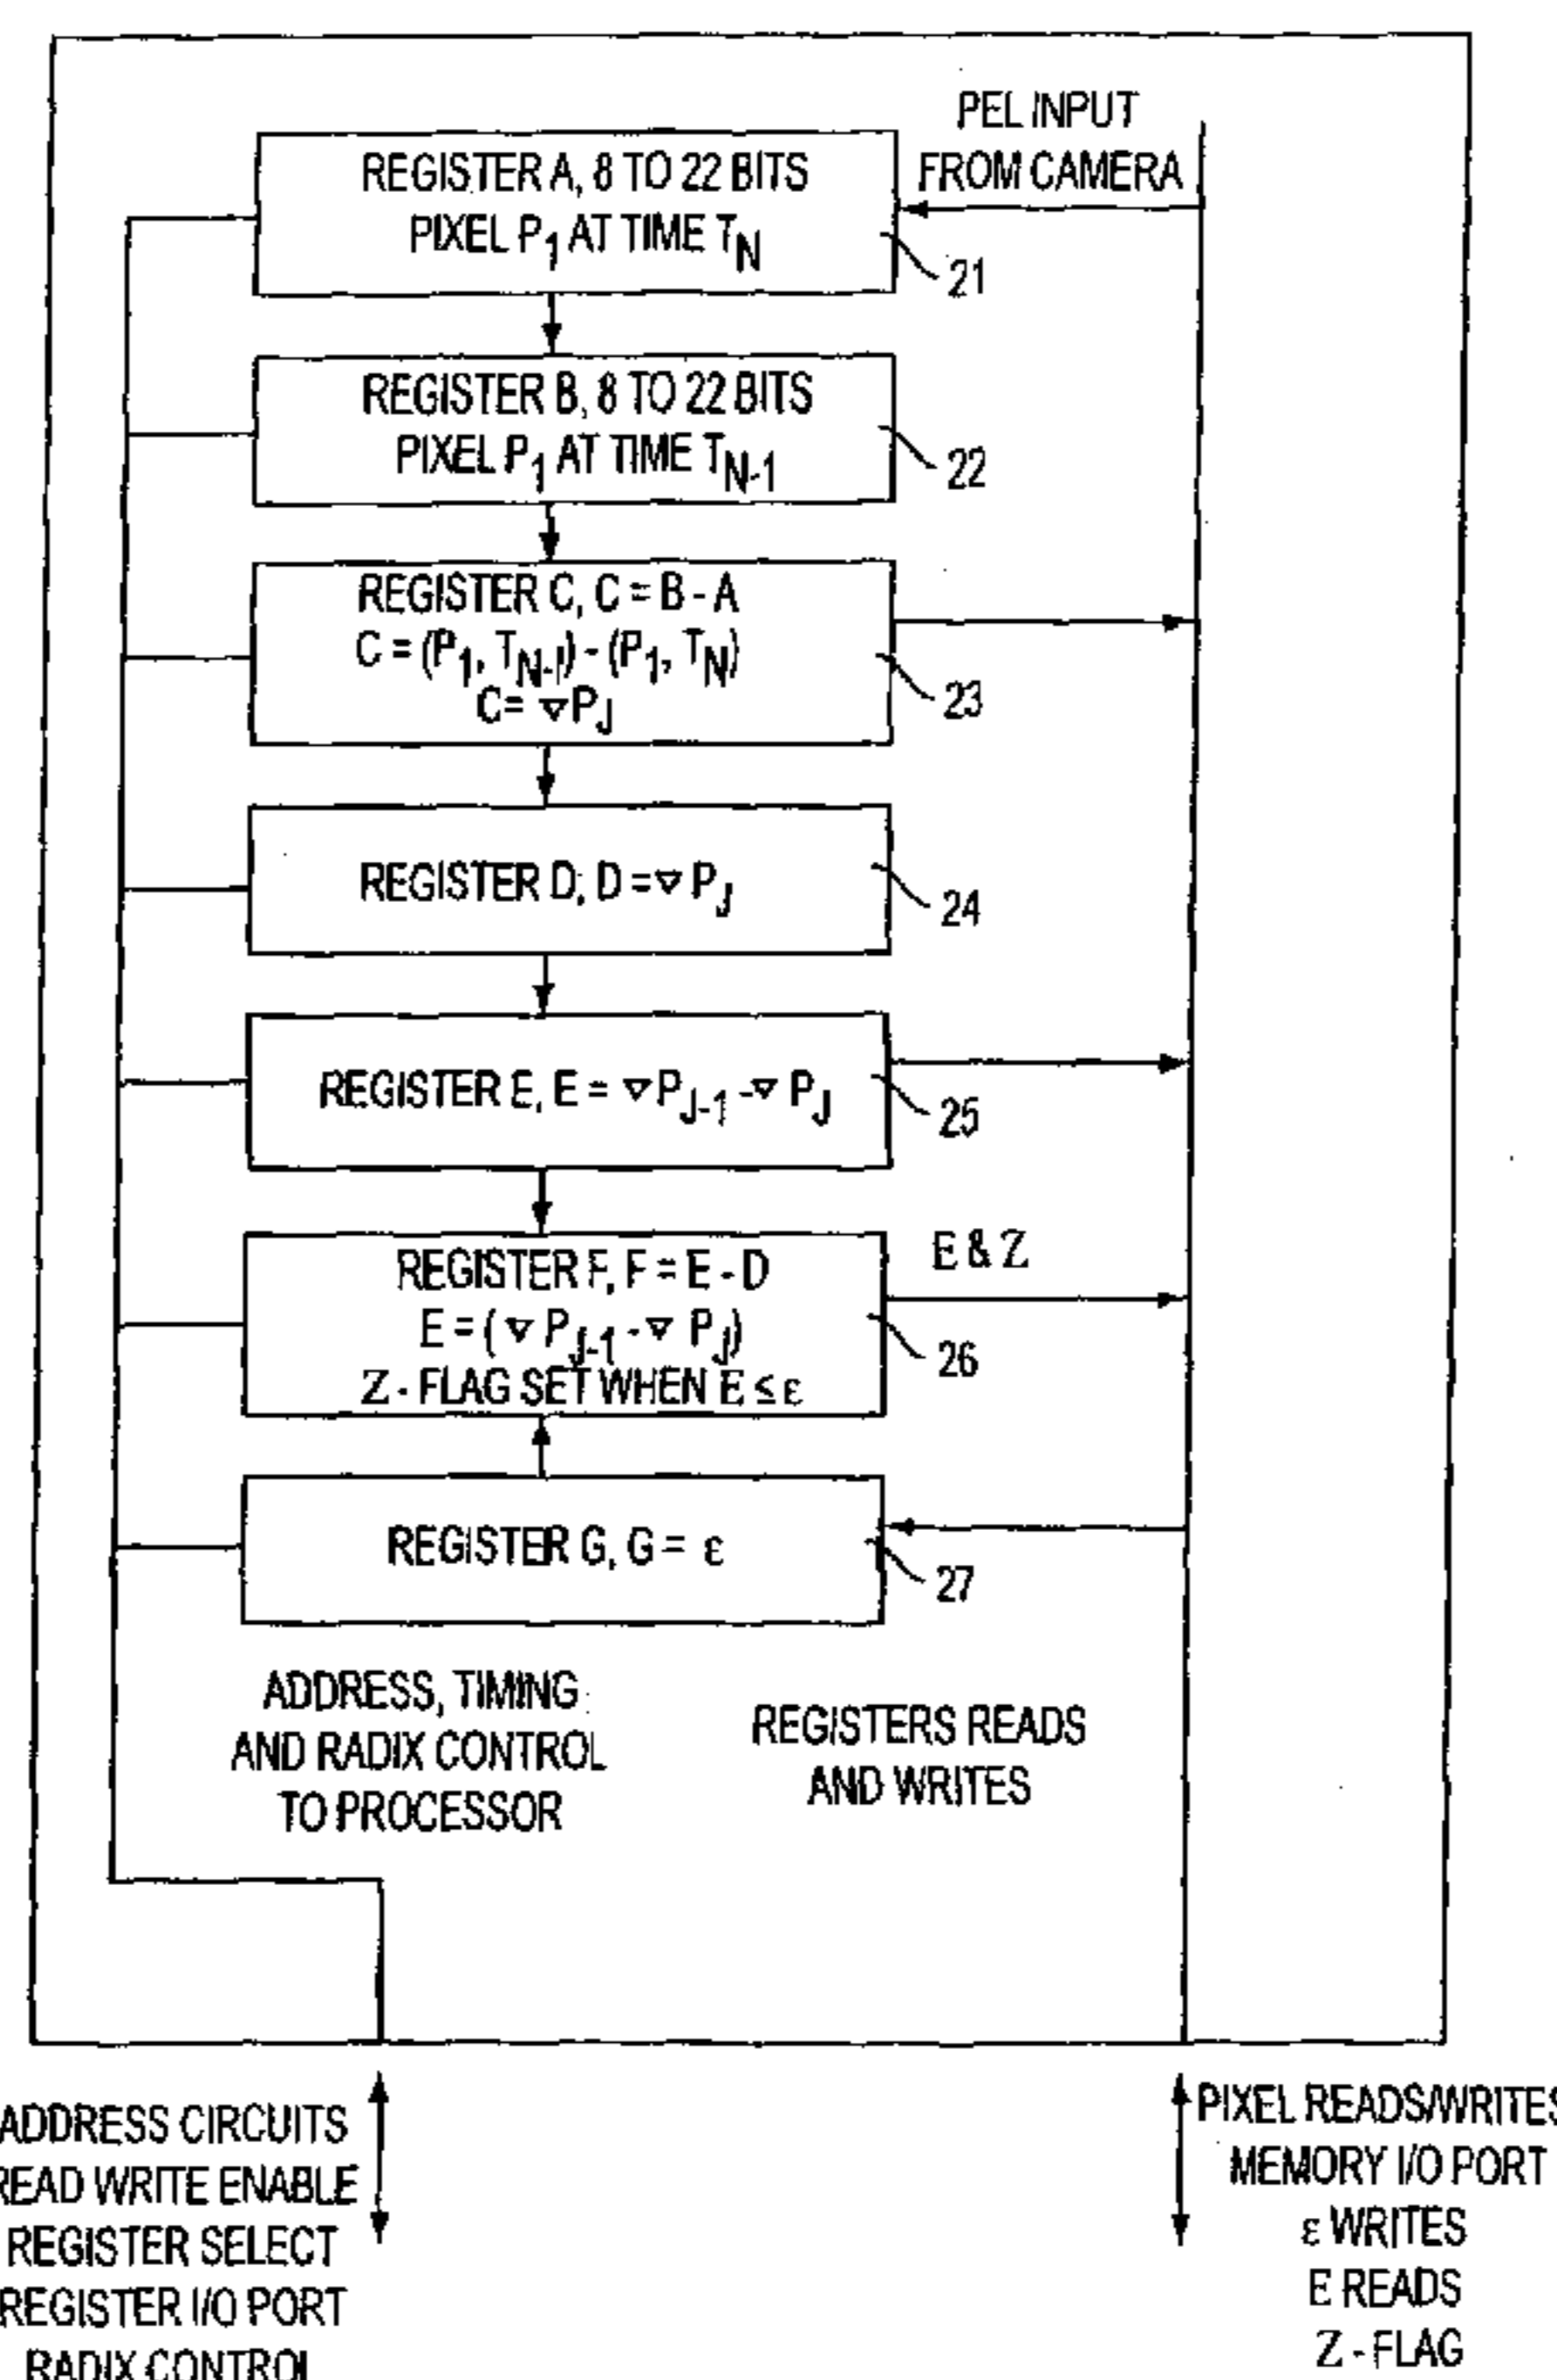 PEL INPUT
FROM CAMERA
REGISTER A, 8 TO 22 BITS
PIXEL P1 AT TIME TN
21
REGISTER B, 8 TO 22 BITS
PIXEL P1 AT TIME TN-1
22
REGISTER C, C = B - A
C = (P1, TN-1) - (P1, TN)
C = ▽PJ
23
REGISTER D, D = ▽ PJ
24
REGISTER E, E = ▽ PJ-1 - ▽ PJ
25
REGISTER F, F = E - D
E = ( ▽ PJ-1 - ▽ PJ)
Z - FLAG SET WHEN E ≤ ε
E & Z
26
REGISTER G, G = ε
27
ADDRESS, TIMING
AND RADIX CONTROL
TO PROCESSOR
REGISTERS READS
AND WRITES
ADDRESS CIRCUITS
READ WRITE ENABLE
REGISTER SELECT
REGISTER I/O PORT
RADIX CONTROL
PIXEL READS/WRITES
MEMORY I/O PORT
ε WRITES
E READS
Z - FLAG